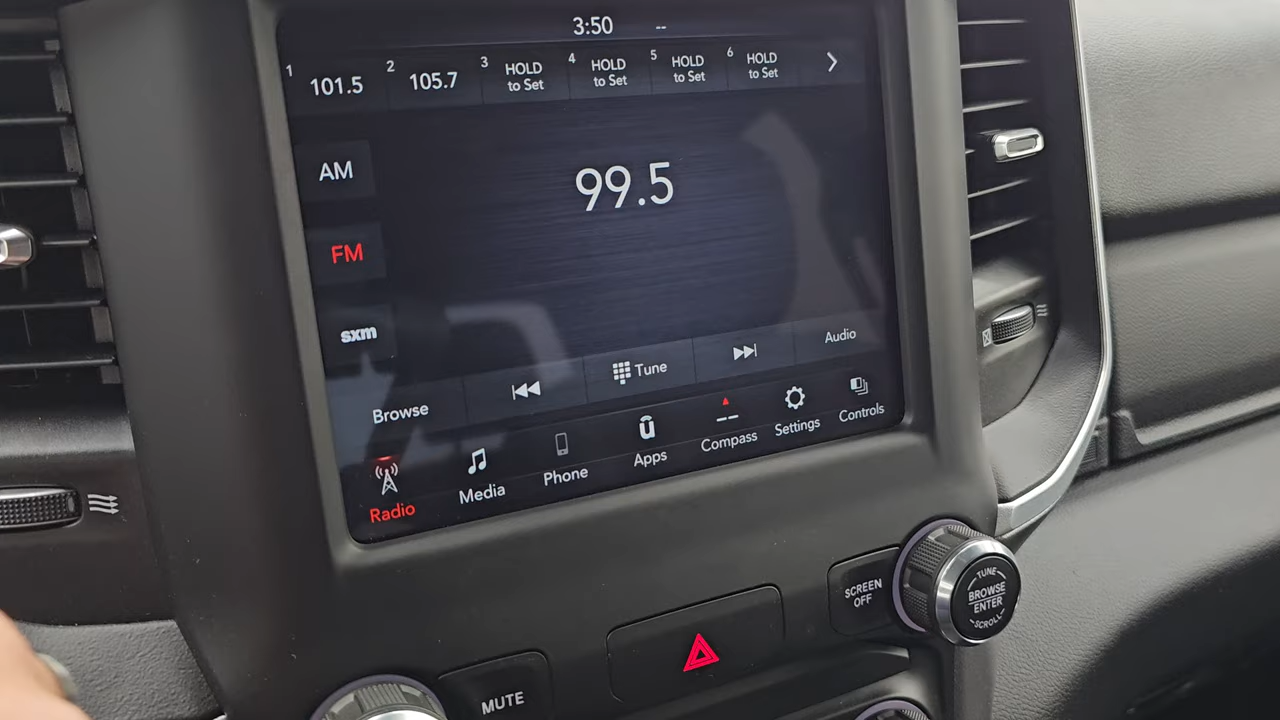 3:50 --
1 101.5 2 105.7 3 HOLD to Set 4 HOLD to Set 5 HOLD to Set 6 HOLD to Set
AM
99.5
FM
sxm
Browse Tune Audio
Radio Media Phone Apps Compass Settings Controls
SCREEN OFF
TUNE
BROWSE
ENTER
SCROLL
MUTE